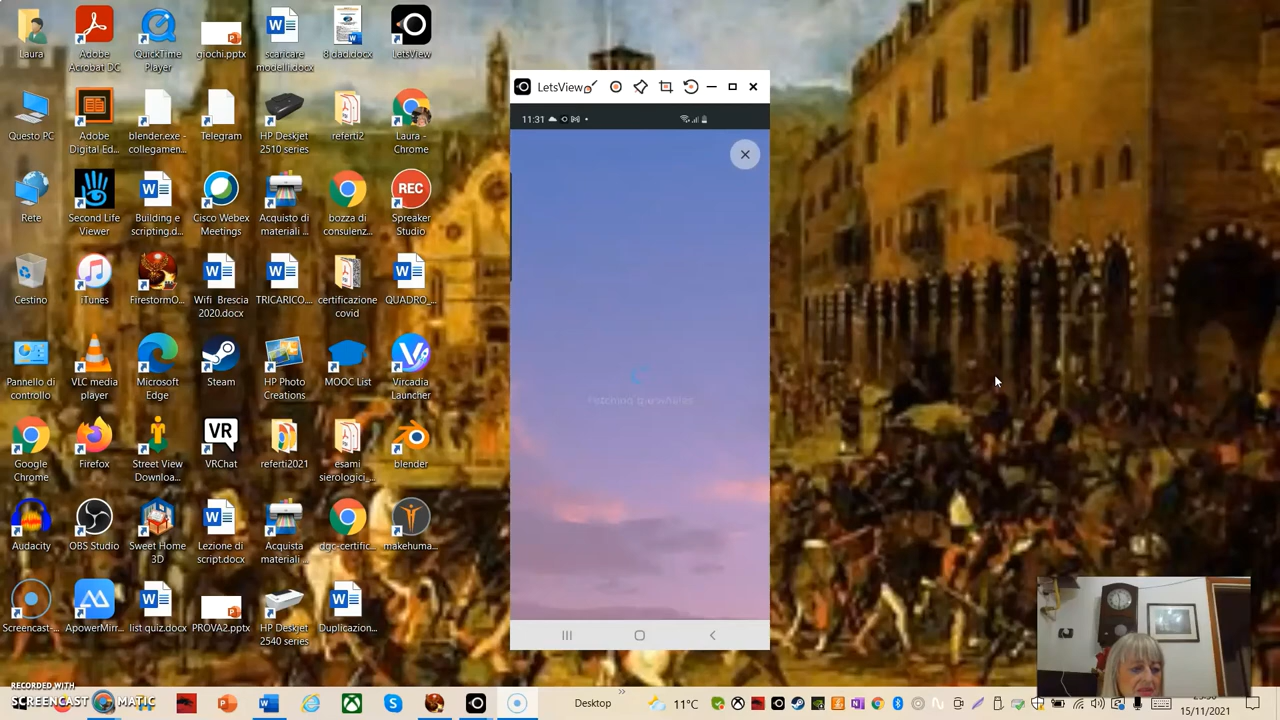 Laura
Adobe
Acrobat DC
QuickTime
Player
giochi.pptx
scaricare
modelli.docx
8 dad.docx
LetsView
Questo PC
Adobe
Digital Ed...
blender.exe -
collegamen...
Telegram
HP Deskjet
2510 series
referti2
Laura -
Chrome
Rete
Second Life
Viewer
Building e
scripting.d...
Cisco Webex
Meetings
Acquisto di
materiali ...
bozza di
consulenz...
REC
Spreaker
Studio
Cestino
iTunes
FirestormO...
Wifi Brescia
2020.docx
TRICARICO....
certificazione
covid
QUADRO_...
Pannello di
controllo
VLC media
player
Microsoft
Edge
Steam
HP Photo
Creations
MOOC List
Vircadia
Launcher
Google
Chrome
Firefox
Street View
Downloa...
VR
VRChat
referti2021
esami
sierologici_...
blender
Audacity
OBS Studio
Sweet Home
3D
Lezione di
script.docx
Acquista
materiali ...
dgc-certific...
makehuma...
Screencast-...
ApowerMirr...
list quiz.docx
PROVA2.pptx
HP Deskjet
2540 series
Duplicazion...
LetsView
11:31
RECORDED WITH
SCREENCAST MATIC
Desktop
11°C
15/11/2021